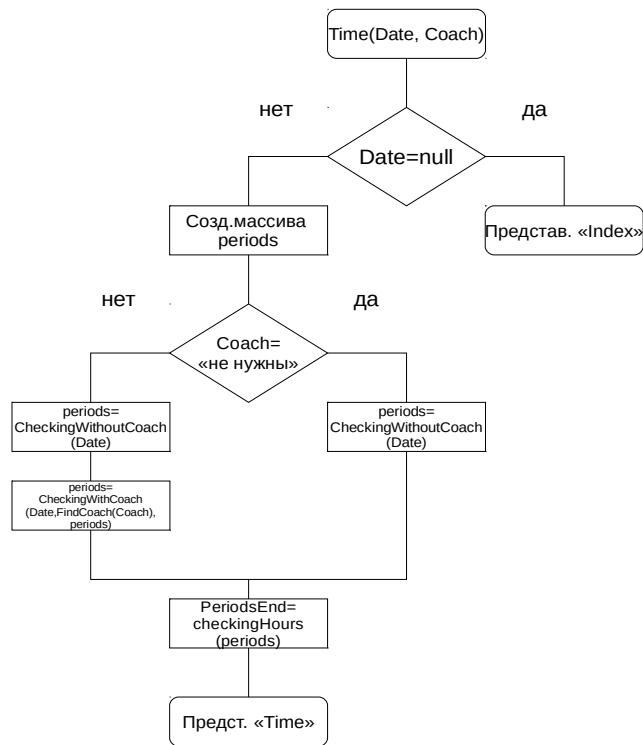 Time(Date, Coach)
нет
да
Date=null
Созд.массива
periods
Представ. «Index»
нет
да
Coach=
«не нужны»
periods=
CheckingWithoutCoach
(Date)
periods=
CheckingWithoutCoach
(Date)
periods=
CheckingWithCoach
(Date,FindCoach(Coach),
periods)
PeriodsEnd=
checkingHours
(periods)
Предст. «Time»